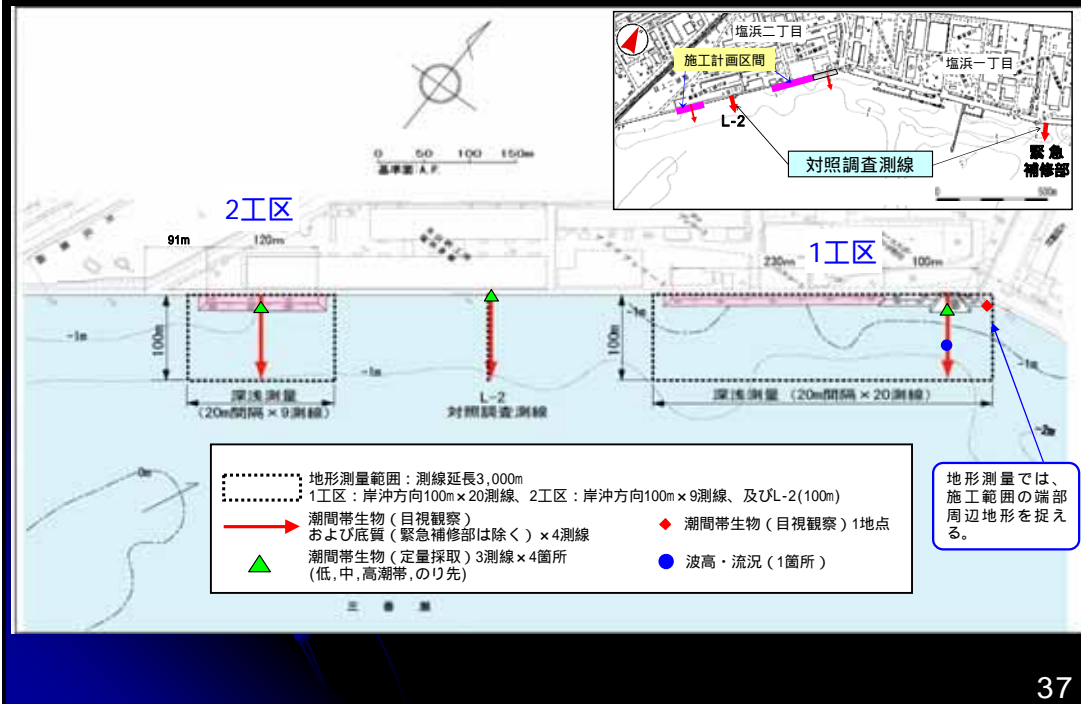 塩浜二丁目
塩浜一丁目
施工計画区間
L-2
対照調査測線
緊急
補修部
0 500m
0 50 100 150m
基準面 A.P.
2工区
1工区
91m
120m
230m
100m
100m
100m
-1m
-1m
-1m
-1m
-2m
0m
深浅測量
(20m間隔×9測線)
L-2
対照調査測線
深浅測量 (20m間隔×20測線)
地形測量範囲:測線延長3,000m
1工区:岸沖方向100m×20測線、2工区:岸沖方向100m×9測線、及びL-2(100m)
潮間帯生物(目視観察)
および底質(緊急補修部は除く)×4測線
潮間帯生物(定量採取)3測線×4箇所
(低,中,高潮帯,のり先)
潮間帯生物(目視観察)1地点
波高・流況(1箇所)
地形測量では、
施工範囲の端部
周辺地形を捉え
る。
三番瀬
37